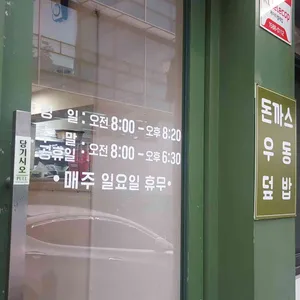 평 일 : 오전 8:00 - 오후 8:20
주 말
공휴일 : 오전 8:00 - 오후 6:30
• 매주 일요일 휴무 •
당기시오
돈까스
우동
덮밥